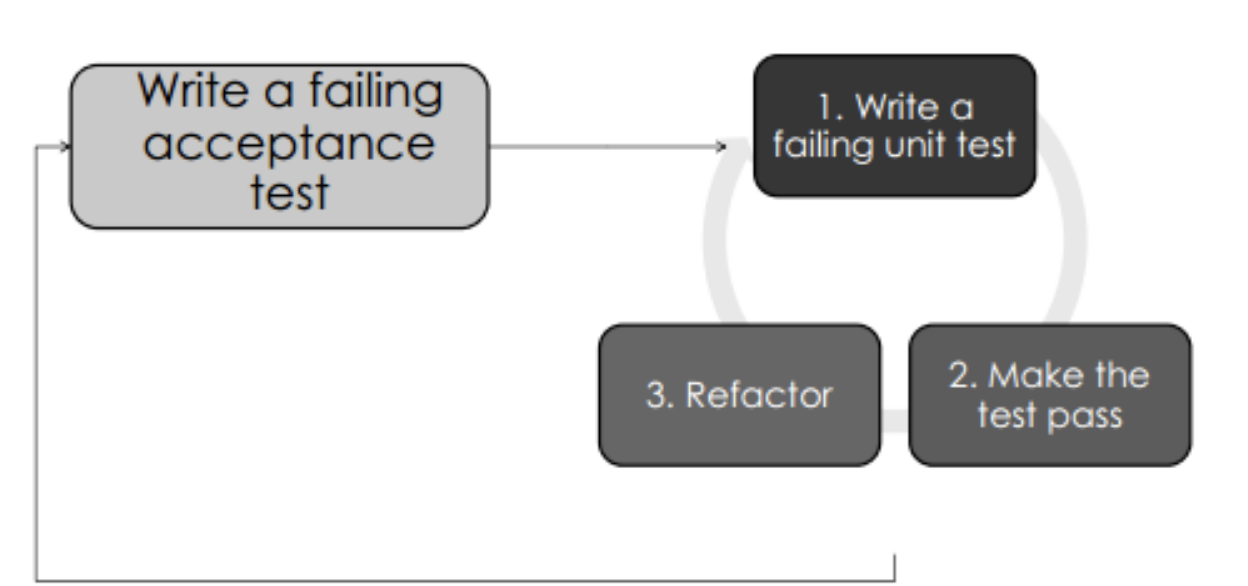 Write a failing
acceptance
test
1. Write a
failing unit test
2. Make the
test pass
3. Refactor